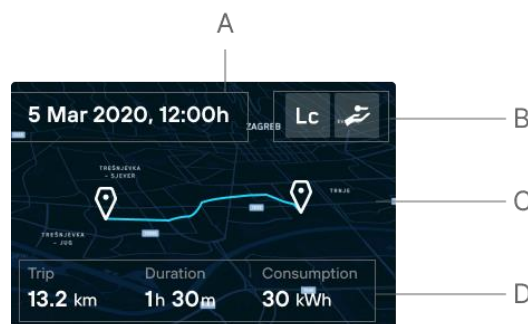 A
5 Mar 2020, 12:00h
Lc
B
ZAGREB
TREŠNJEVKA
– SJEVER
TRNJE
C
TREŠNJEVKA
– JUG
Trip Duration Consumption
13.2 km 1h 30m 30 kWh
D